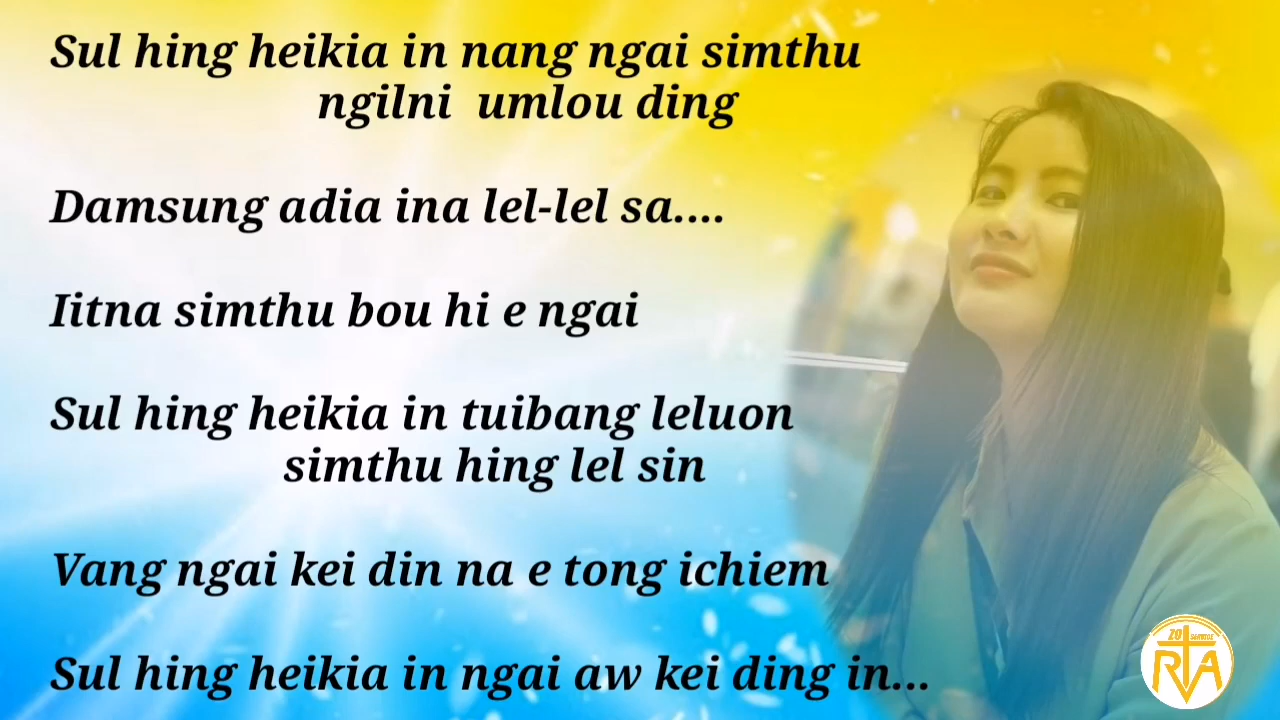 Sul hing heikia in nang ngai simthu
ngilni umlou ding
Damsung adia ina lel-lel sa....
Iitna simthu bou hi e ngai
Sul hing heikia in tuibang leluon
simthu hing lel sin
Vang ngai kei din na e tong ichiem
Sul hing heikia in ngai aw kei ding in...
ZO
RTA